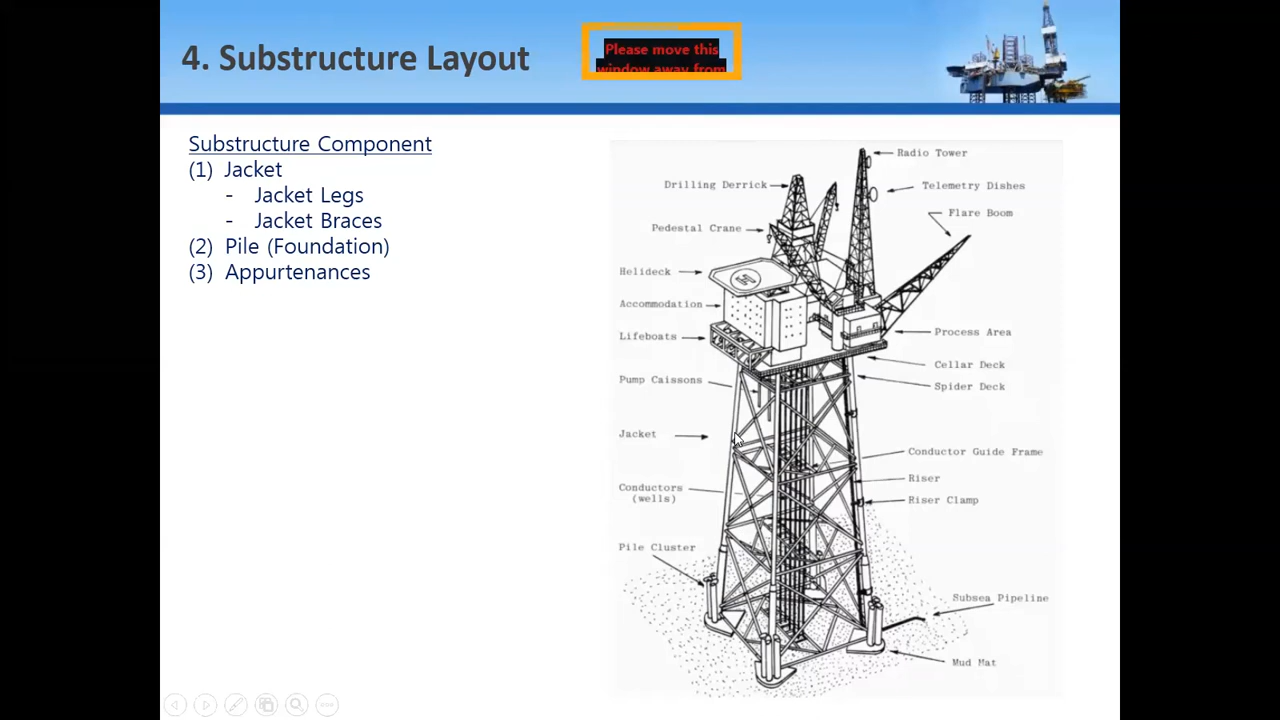 4. Substructure Layout
Please move this
window away from
Substructure Component
(1) Jacket
- Jacket Legs
- Jacket Braces
(2) Pile (Foundation)
(3) Appurtenances
Radio Tower
Drilling Derrick
Telemetry Dishes
Flare Boom
Pedestal Crane
Helideck
Accommodation
Process Area
Lifeboats
Cellar Deck
Pump Caissons
Spider Deck
Jacket
Conductor Guide Frame
Riser
Conductors
(wells)
Riser Clamp
Pile Cluster
Subsea Pipeline
Mud Mat
H